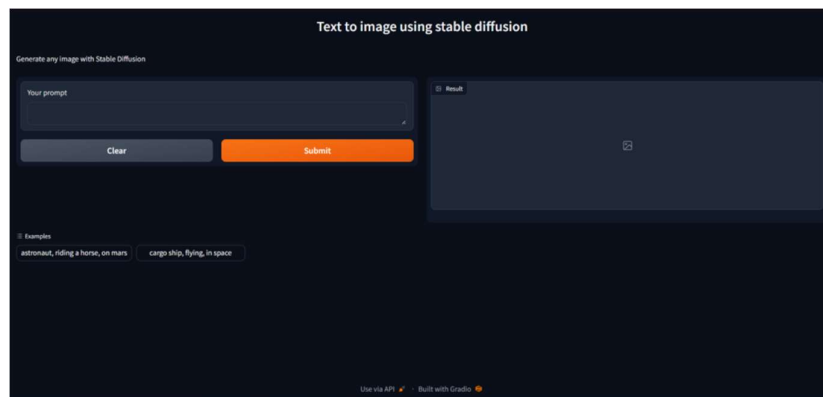 Text to image using stable diffusion
Generate any image with Stable Diffusion
Your prompt
Result
Clear
Submit
Examples
astronaut, riding a horse, on mars
cargo ship, flying, in space
Use via API · Built with Gradio